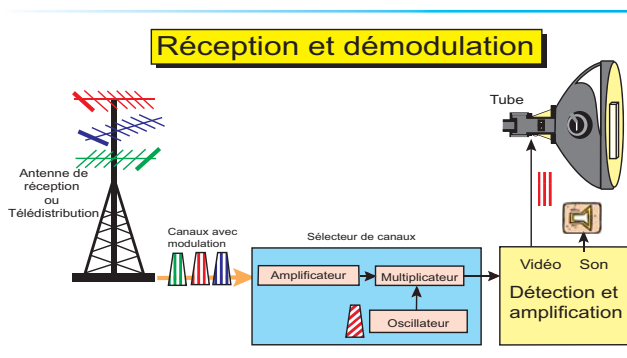 Réception et démodulation
Tube
Antenne de
réception
ou
Télédistribution
Canaux avec
modulation
Sélecteur de canaux
Amplificateur
Multiplicateur
Oscillateur
Vidéo
Son
Détection et
amplification